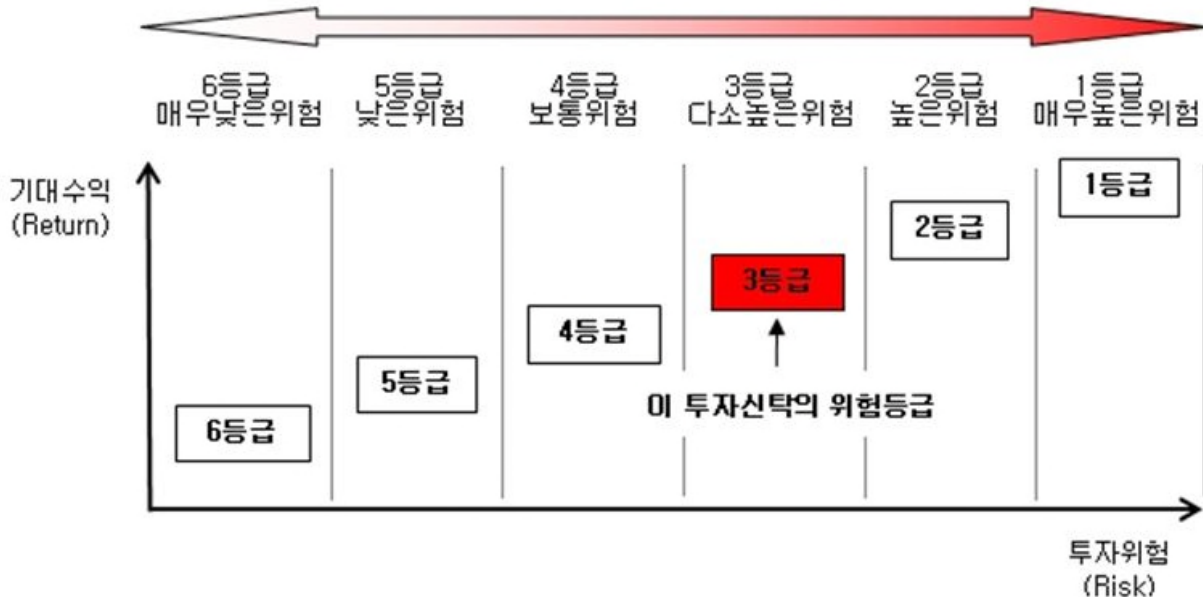 6등급 5등급 4등급 3등급 2등급 1등급
매우낮은위험 낮은위험 보통위험 다소높은위험 높은위험 매우높은위험
기대수익
(Return)
1등급
2등급
3등급
4등급
5등급
이 투자신탁의 위험등급
6등급
투자위험
(Risk)